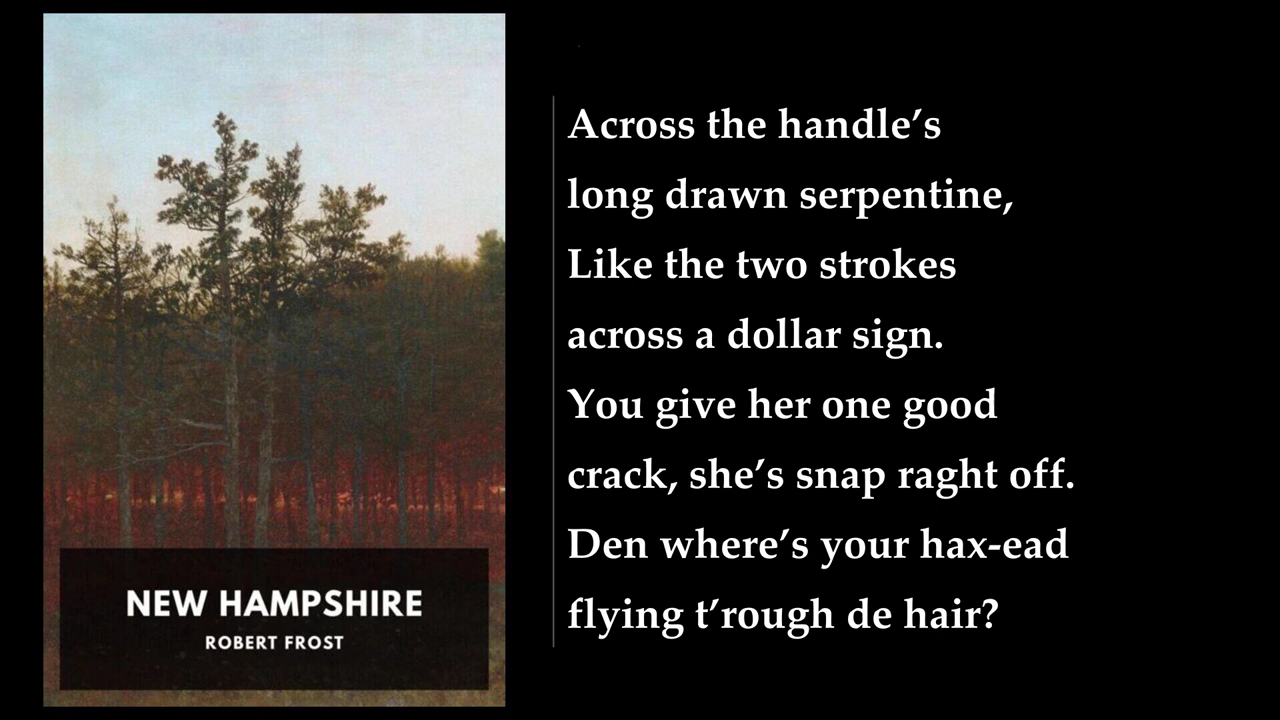 NEW HAMPSHIRE
ROBERT FROST
Across the handle’s
long drawn serpentine,
Like the two strokes
across a dollar sign.
You give her one good
crack, she’s snap raght off.
Den where’s your hax-ead
flying t’rough de hair?